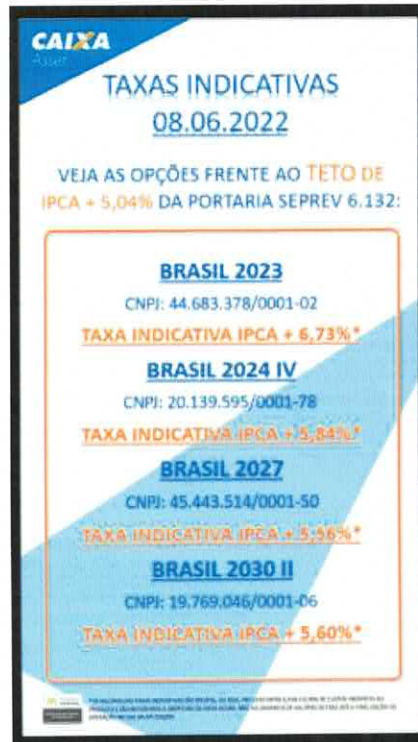 CAIXA
Asset
TAXAS INDICATIVAS
08.06.2022
VEJA AS OPÇÕES FRENTE AO TETO DE
IPCA + 5,04% DA PORTARIA SEPREV 6.132:
BRASIL 2023
CNPJ: 44.683.378/0001-02
TAXA INDICATIVA IPCA + 6,73%*
BRASIL 2024 IV
CNPJ: 20.139.595/0001-78
TAXA INDICATIVA IPCA + 5,84%*
BRASIL 2027
CNPJ: 45.443.514/0001-50
TAXA INDICATIVA IPCA + 5,56%*
BRASIL 2030 II
CNPJ: 19.769.046/0001-06
TAXA INDICATIVA IPCA + 5,60%*